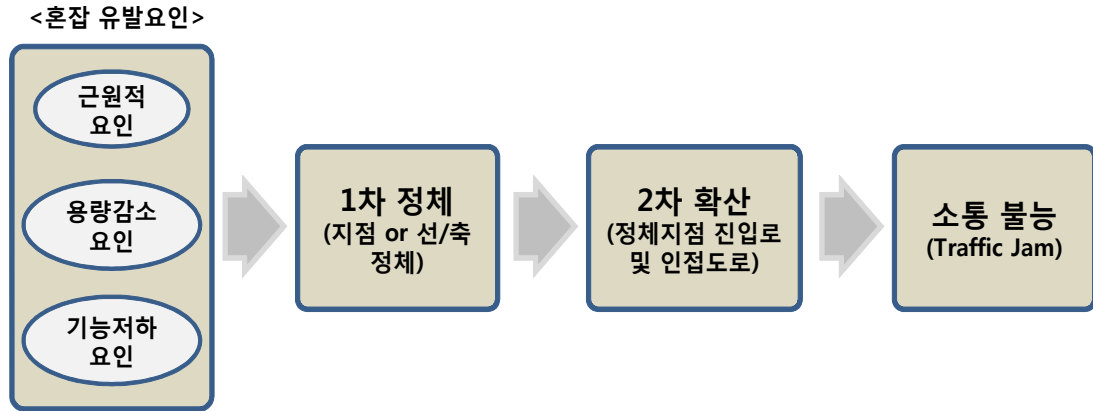 <혼잡 유발요인>
근원적
요인
용량감소
요인
기능저하
요인
1차 정체
(지점 or 선/축
정체)
2차 확산
(정체지점 진입로
및 인접도로)
소통 불능
(Traffic Jam)